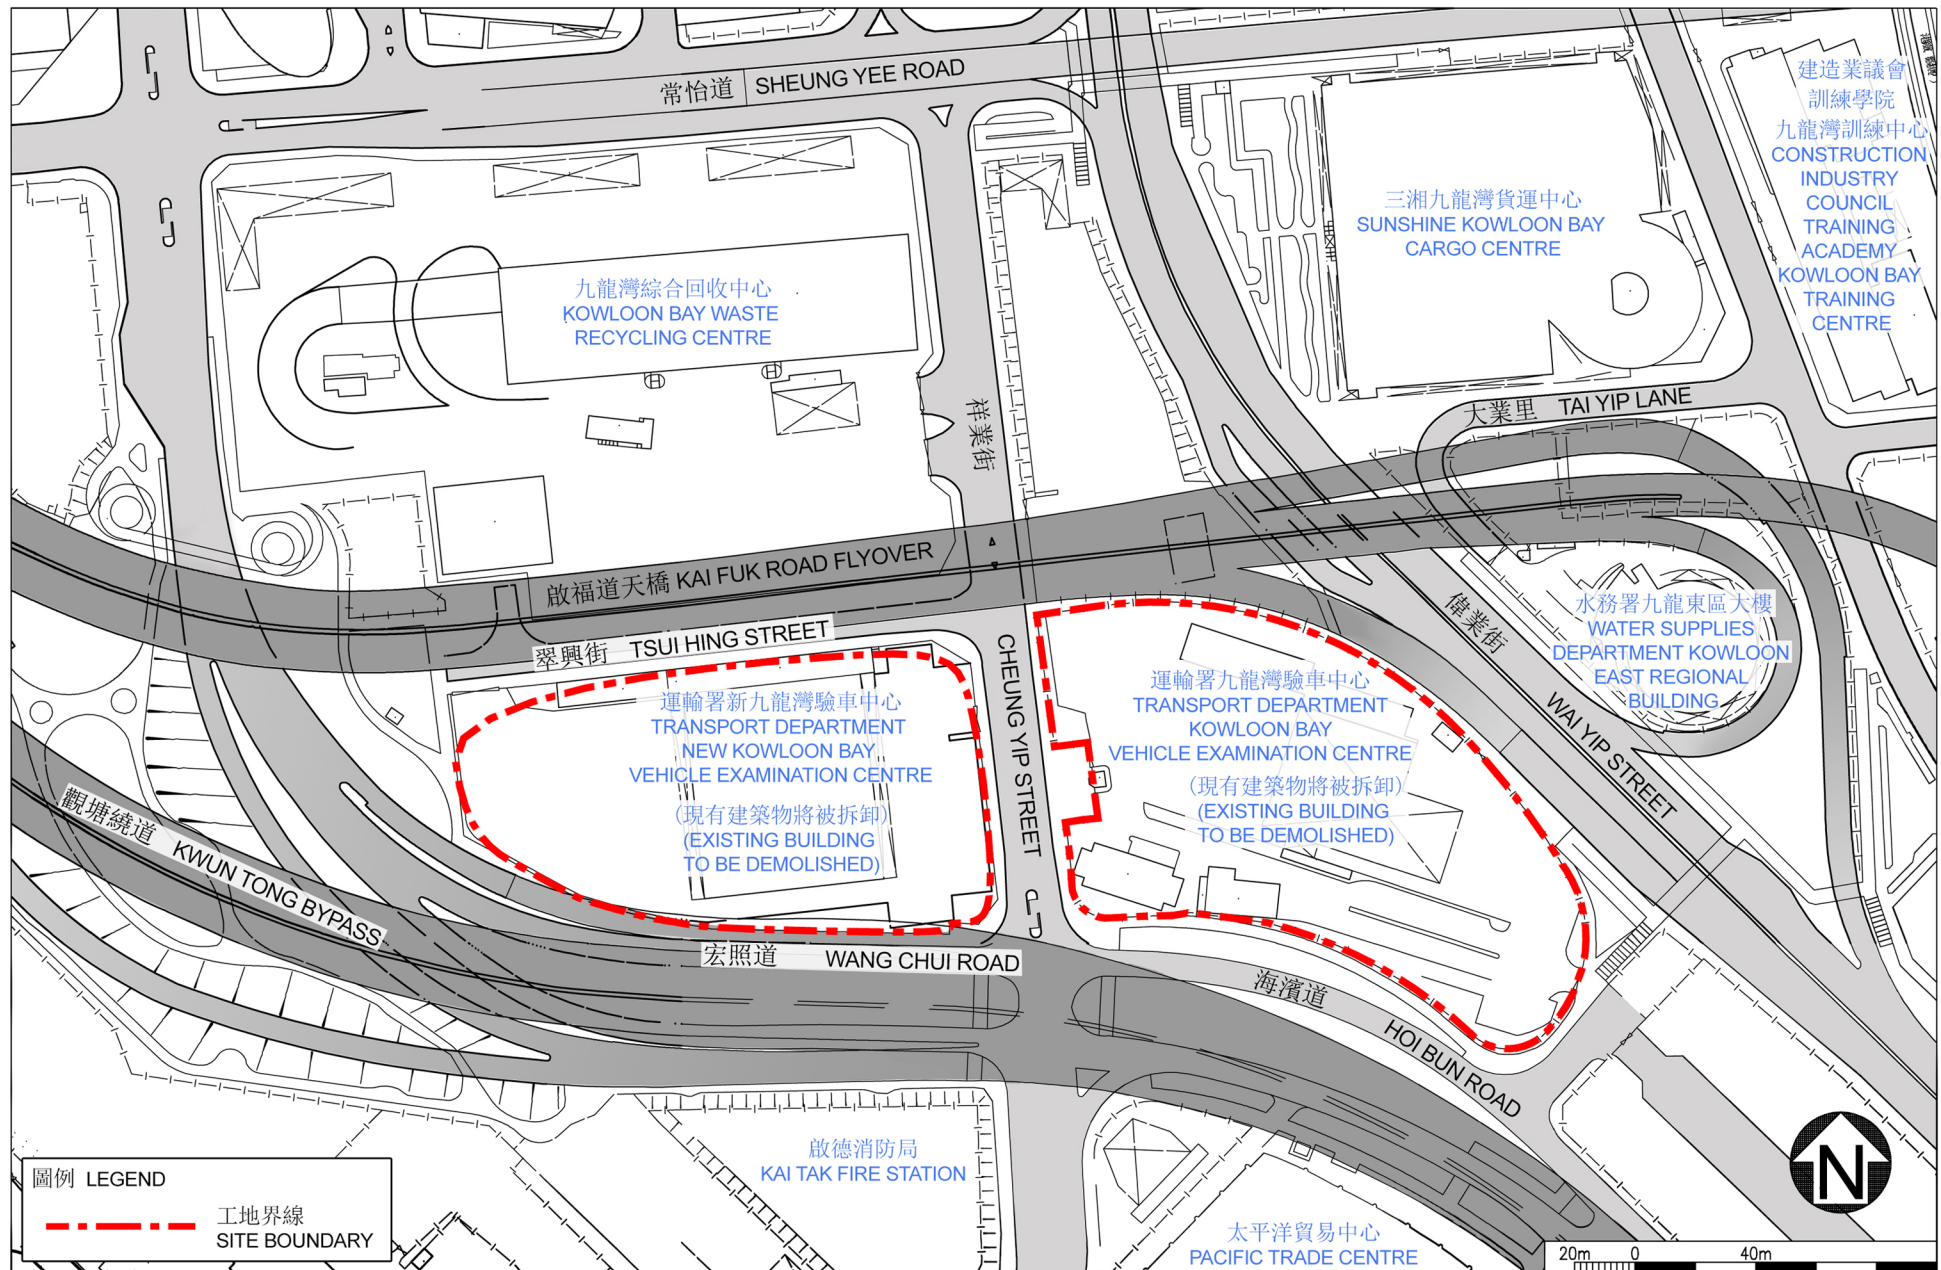 常怡道 SHEUNG YEE ROAD
建造業議會
訓練學院
九龍灣訓練中心
CONSTRUCTION
INDUSTRY
COUNCIL
TRAINING
ACADEMY
KOWLOON BAY
TRAINING
CENTRE
三湘九龍灣貨運中心
SUNSHINE KOWLOON BAY
CARGO CENTRE
九龍灣綜合回收中心
KOWLOON BAY WASTE
RECYCLING CENTRE
祥業街
大業里 TAI YIP LANE
啟福道天橋 KAI FUK ROAD FLYOVER
翠興街 TSUI HING STREET
CHEUNG YIP STREET
偉業街
WAI YIP STREET
水務署九龍東區大樓
WATER SUPPLIES
DEPARTMENT KOWLOON
EAST REGIONAL
BUILDING
運輸署新九龍灣驗車中心
TRANSPORT DEPARTMENT
NEW KOWLOON BAY
VEHICLE EXAMINATION CENTRE
(現有建築物將被拆卸)
(EXISTING BUILDING
TO BE DEMOLISHED)
運輸署九龍灣驗車中心
TRANSPORT DEPARTMENT
KOWLOON BAY
VEHICLE EXAMINATION CENTRE
(現有建築物將被拆卸)
(EXISTING BUILDING
TO BE DEMOLISHED)
觀塘繞道 KWUN TONG BYPASS
宏照道 WANG CHUI ROAD
海濱道
HOI BUN ROAD
啟德消防局
KAI TAK FIRE STATION
太平洋貿易中心
PACIFIC TRADE CENTRE
圖例 LEGEND
工地界線
SITE BOUNDARY
N
20m 0 40m